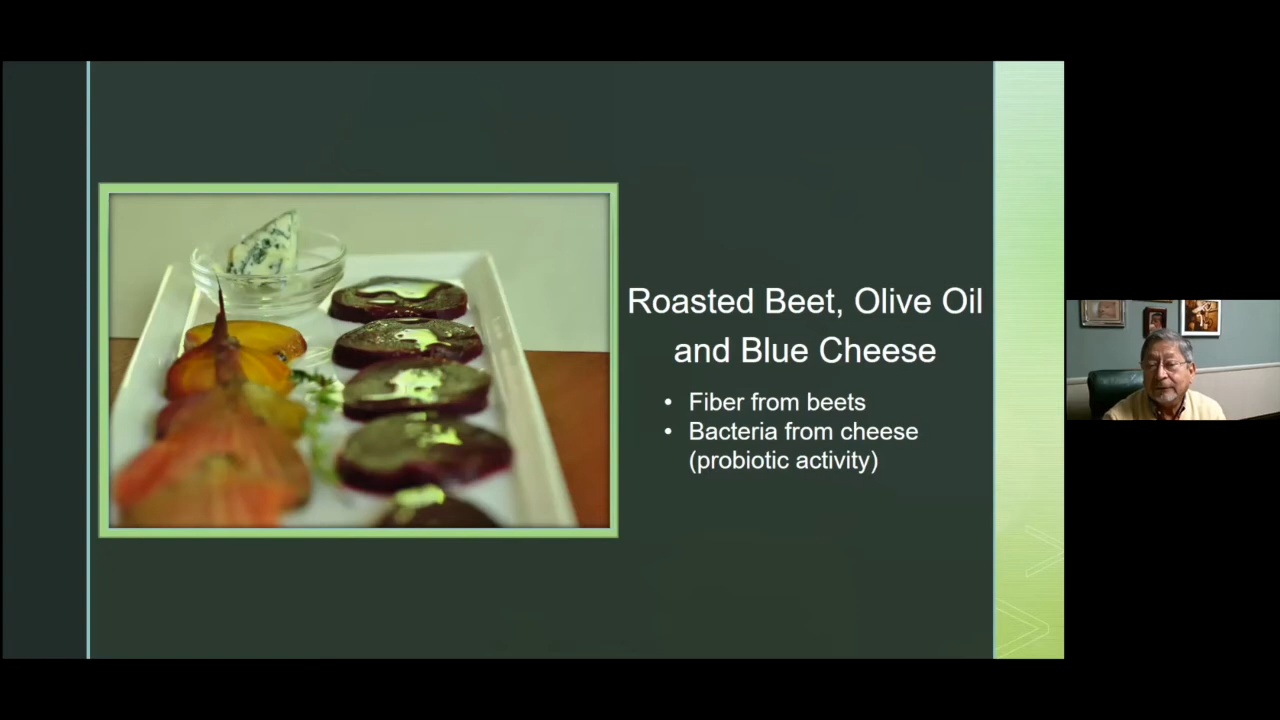 Roasted Beet, Olive Oil
and Blue Cheese
• Fiber from beets
• Bacteria from cheese
(probiotic activity)